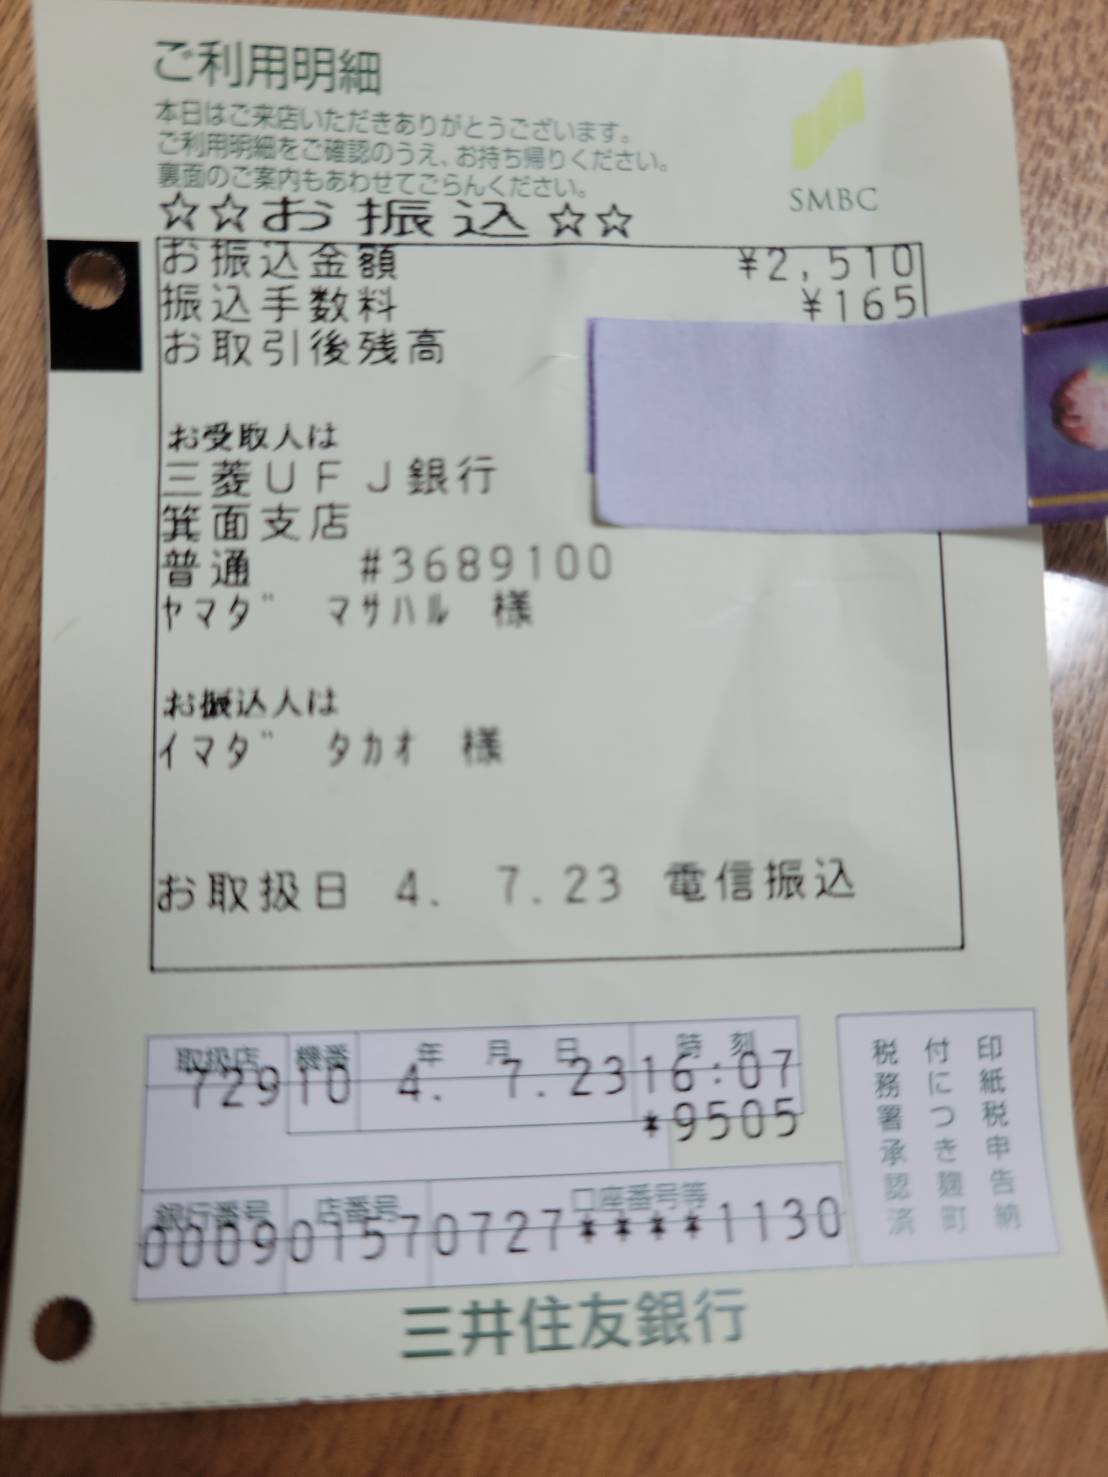 ご利用明細
本日はご来店いただきありがとうございます。
ご利用明細をご確認のうえ、お持ち帰りください。
裏面のご案内もあわせてごらんください。
SMBC
☆☆お振込☆☆
お振込金額 ¥2,510
振込手数料 ¥165
お取引後残高
お受取人は
三菱UFJ銀行
箕面支店
普通 #3689100
ヤマダ マサハル 様
お振込人は
イマダ タカオ 様
お取扱日 4. 7.23 電信振込
取扱店 機番 年 月 日 時刻
729 10 4. 7.23 16:07
*9505
銀行番号 店番号 口座番号等
0009 0157 0727****1130
印紙税申告納
付につき麹町
税務署承認済
三井住友銀行